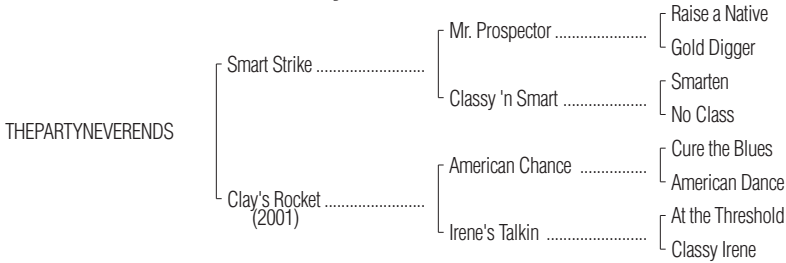 Raise a Native
Mr. Prospector ......................
Gold Digger
Smart Strike ..........................
Smarten
Classy 'n Smart ....................
No Class
THEPARTYNEVERENDS
Cure the Blues
American Chance ................
American Dance
Clay's Rocket ........................
(2001)
At the Threshold
Irene's Talkin ........................
Classy Irene